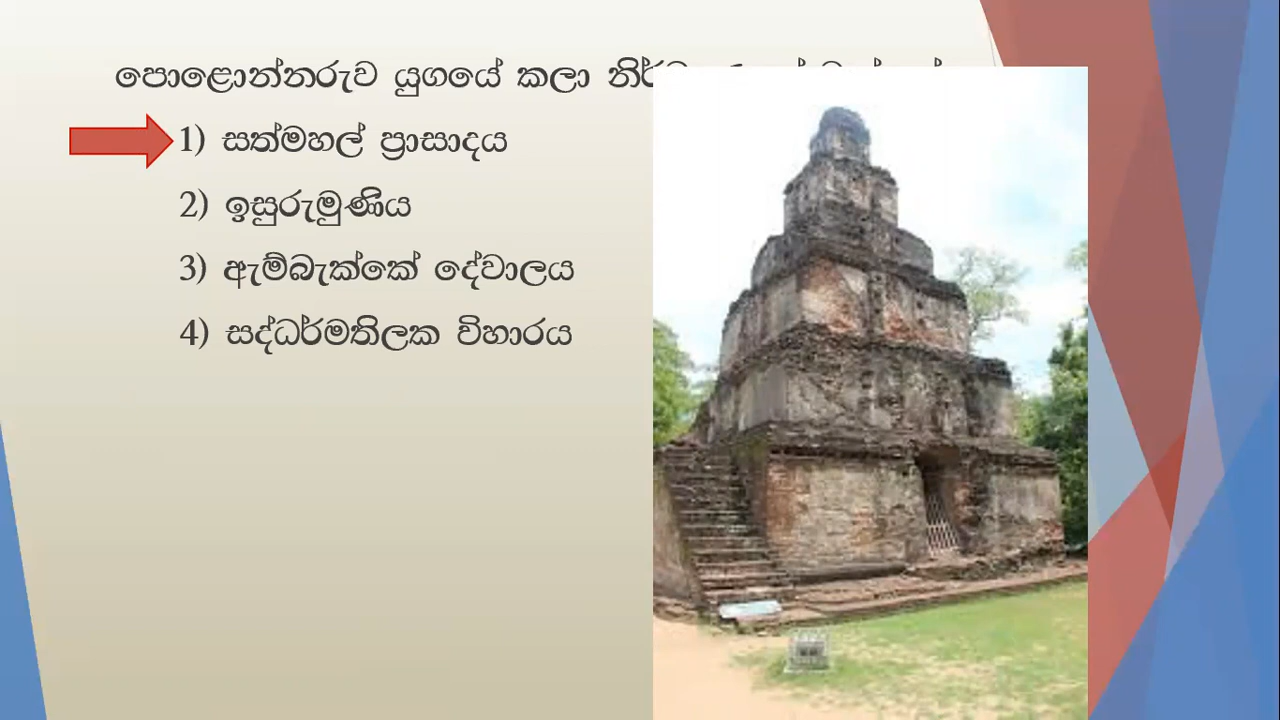 පොළොන්නරුව යුගයේ කලා
1) සත්මහල් ප්‍රාසාදය
2) ඉසුරුමුණිය
3) ඇම්බැක්කේ දේවාලය
4) සද්ධර්මතිලක විහාරය